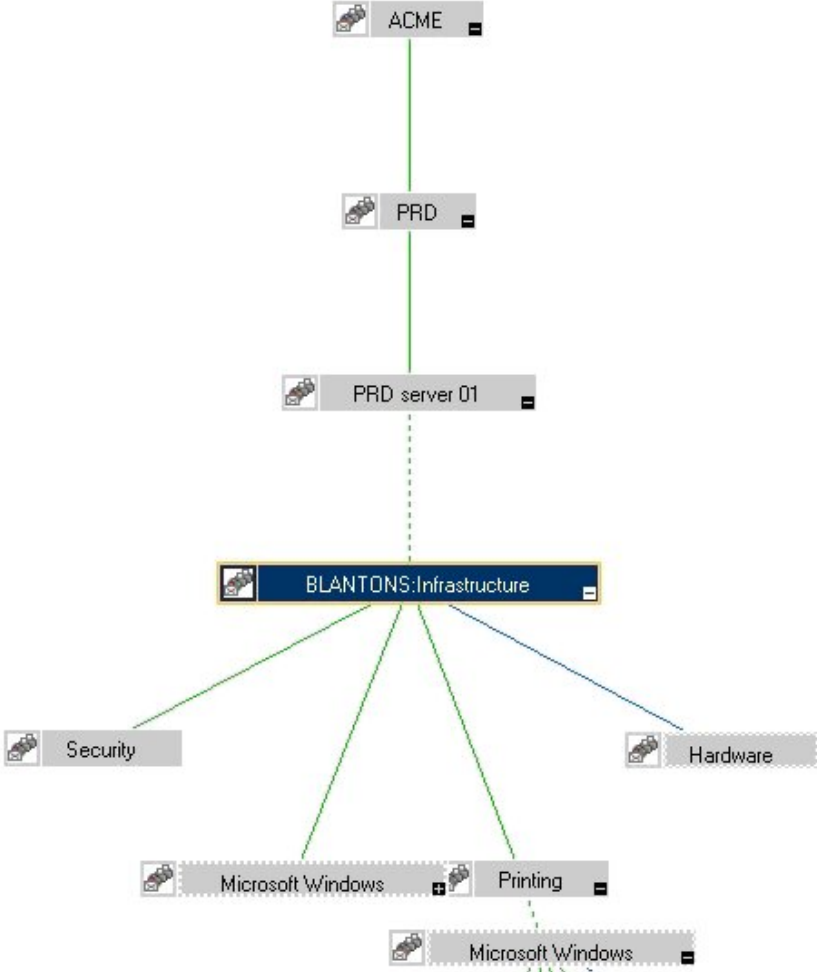 ACME
PRD
PRD server 01
BLANTONS:Infrastructure
Security
Hardware
Microsoft Windows
Printing
Microsoft Windows